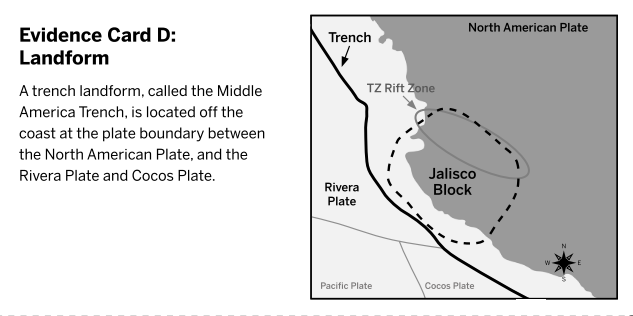 Evidence Card D:
Landform
A trench landform, called the Middle
America Trench, is located off the
coast at the plate boundary between
the North American Plate, and the
Rivera Plate and Cocos Plate.
North American Plate
Trench
TZ Rift Zone
Jalisco
Block
Rivera
Plate
N
W
E
S
Pacific Plate
Cocos Plate